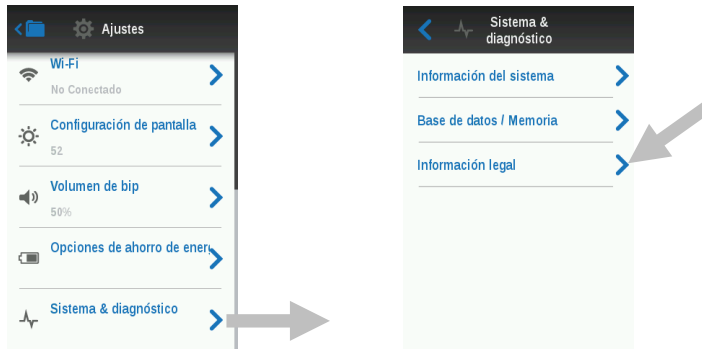 Ajustes
Wi-Fi
No Conectado
Configuración de pantalla
52
Volumen de bip
50%
Opciones de ahorro de ener
Sistema & diagnóstico
Sistema &
diagnóstico
Información del sistema
Base de datos / Memoria
Información legal